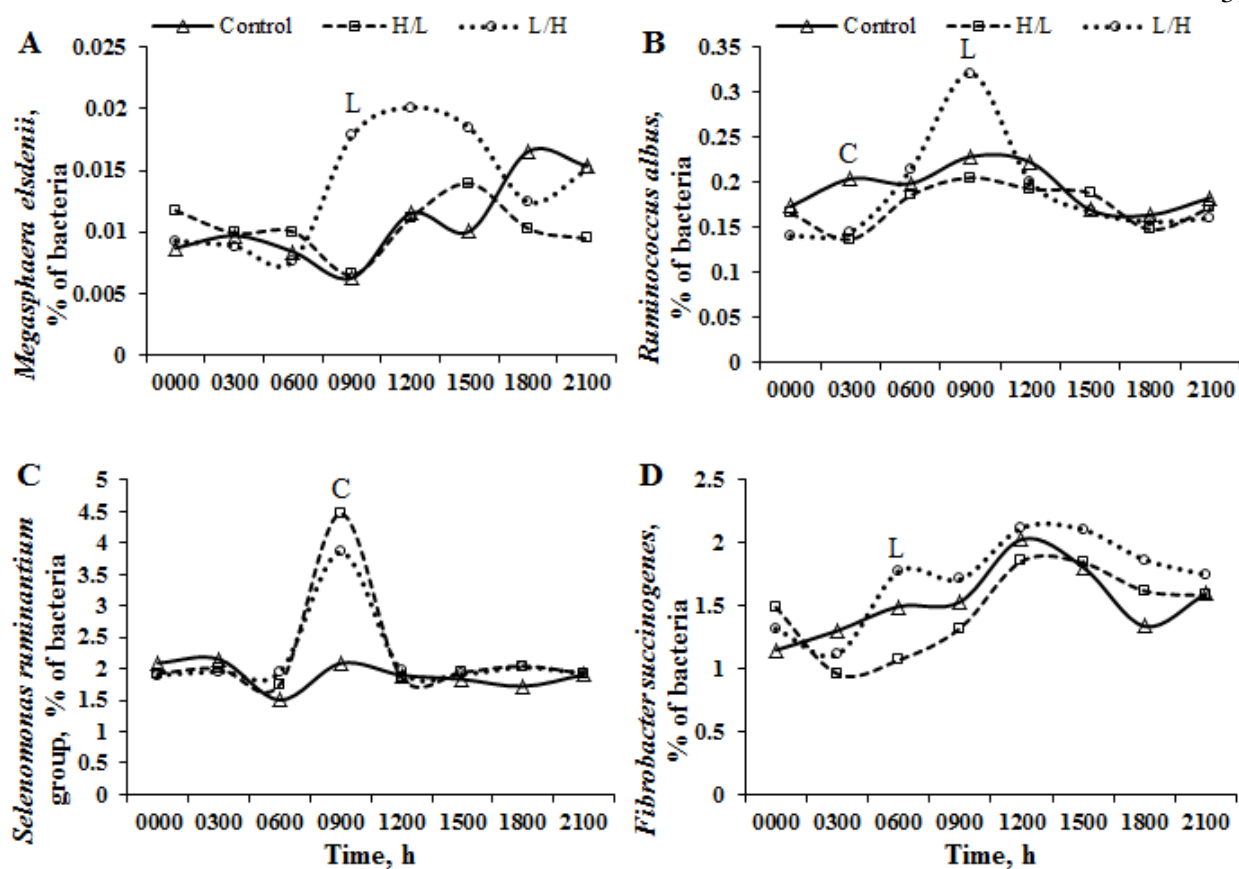 A
Control H/L L/H
0.025
0.02
0.015
0.01
0.005
0
L
Megasphaera elsdenii,
% of bacteria
0000 0300 0600 0900 1200 1500 1800 2100
B
Control H/L L/H
0.35
0.3
0.25
0.2
0.15
0.1
0.05
0
C
L
Ruminococcus albus,
% of bacteria
0000 0300 0600 0900 1200 1500 1800 2100
C
5
4.5
4
3.5
3
2.5
2
1.5
1
0.5
0
C
Selenomonas ruminantium
group, % of bacteria
0000 0300 0600 0900 1200 1500 1800 2100
Time, h
D
2.5
2
1.5
1
0.5
0
L
Fibrobacter succinogenes,
% of bacteria
0000 0300 0600 0900 1200 1500 1800 2100
Time, h